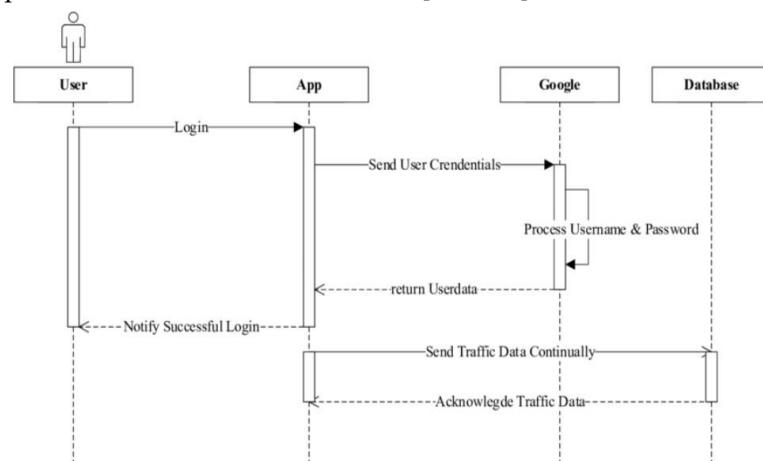 User
App
Google
Database
Login
Send User Crendentials
Process Username & Password
return Userdata
Notify Successful Login
Send Traffic Data Continually
Acknowlegde Traffic Data